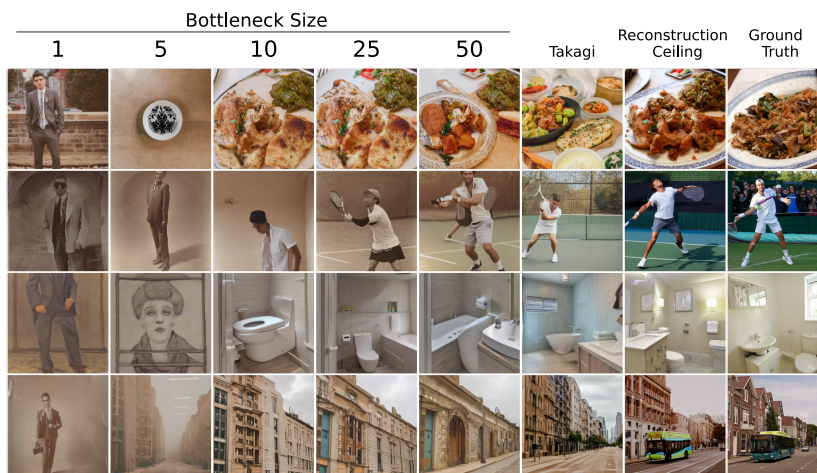 Bottleneck Size
1 5 10 25 50 Takagi Reconstruction Ceiling Ground Truth